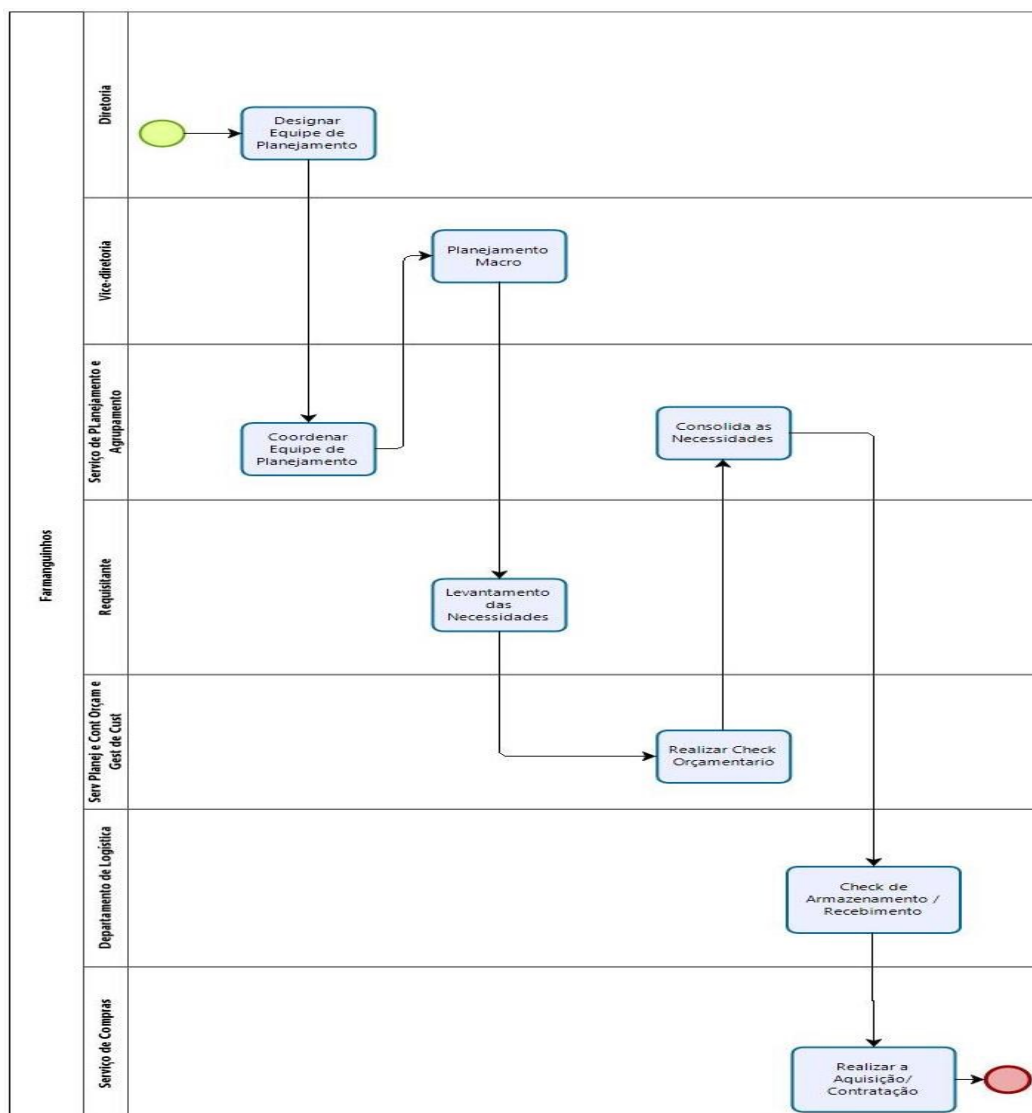 Farmanguinhos
Diretoria
Designar
Equipe de
Planejamento
Vice-diretoria
Planejamento
Macro
Serviço de PLanejamento e
Agrupamento
Coordenar
Equipe de
Planejamento
Consolida as
Necessidades
Requisitante
Levantamento
das
Necessidades
Serv Planej e Cont Orçam e
Gest de Cust
Realizar Check
Orçamentario
Departamento de Logística
Check de
Armazenamento /
Recebimento
Serviço de Compras
Realizar a
Aquisição/
Contratação